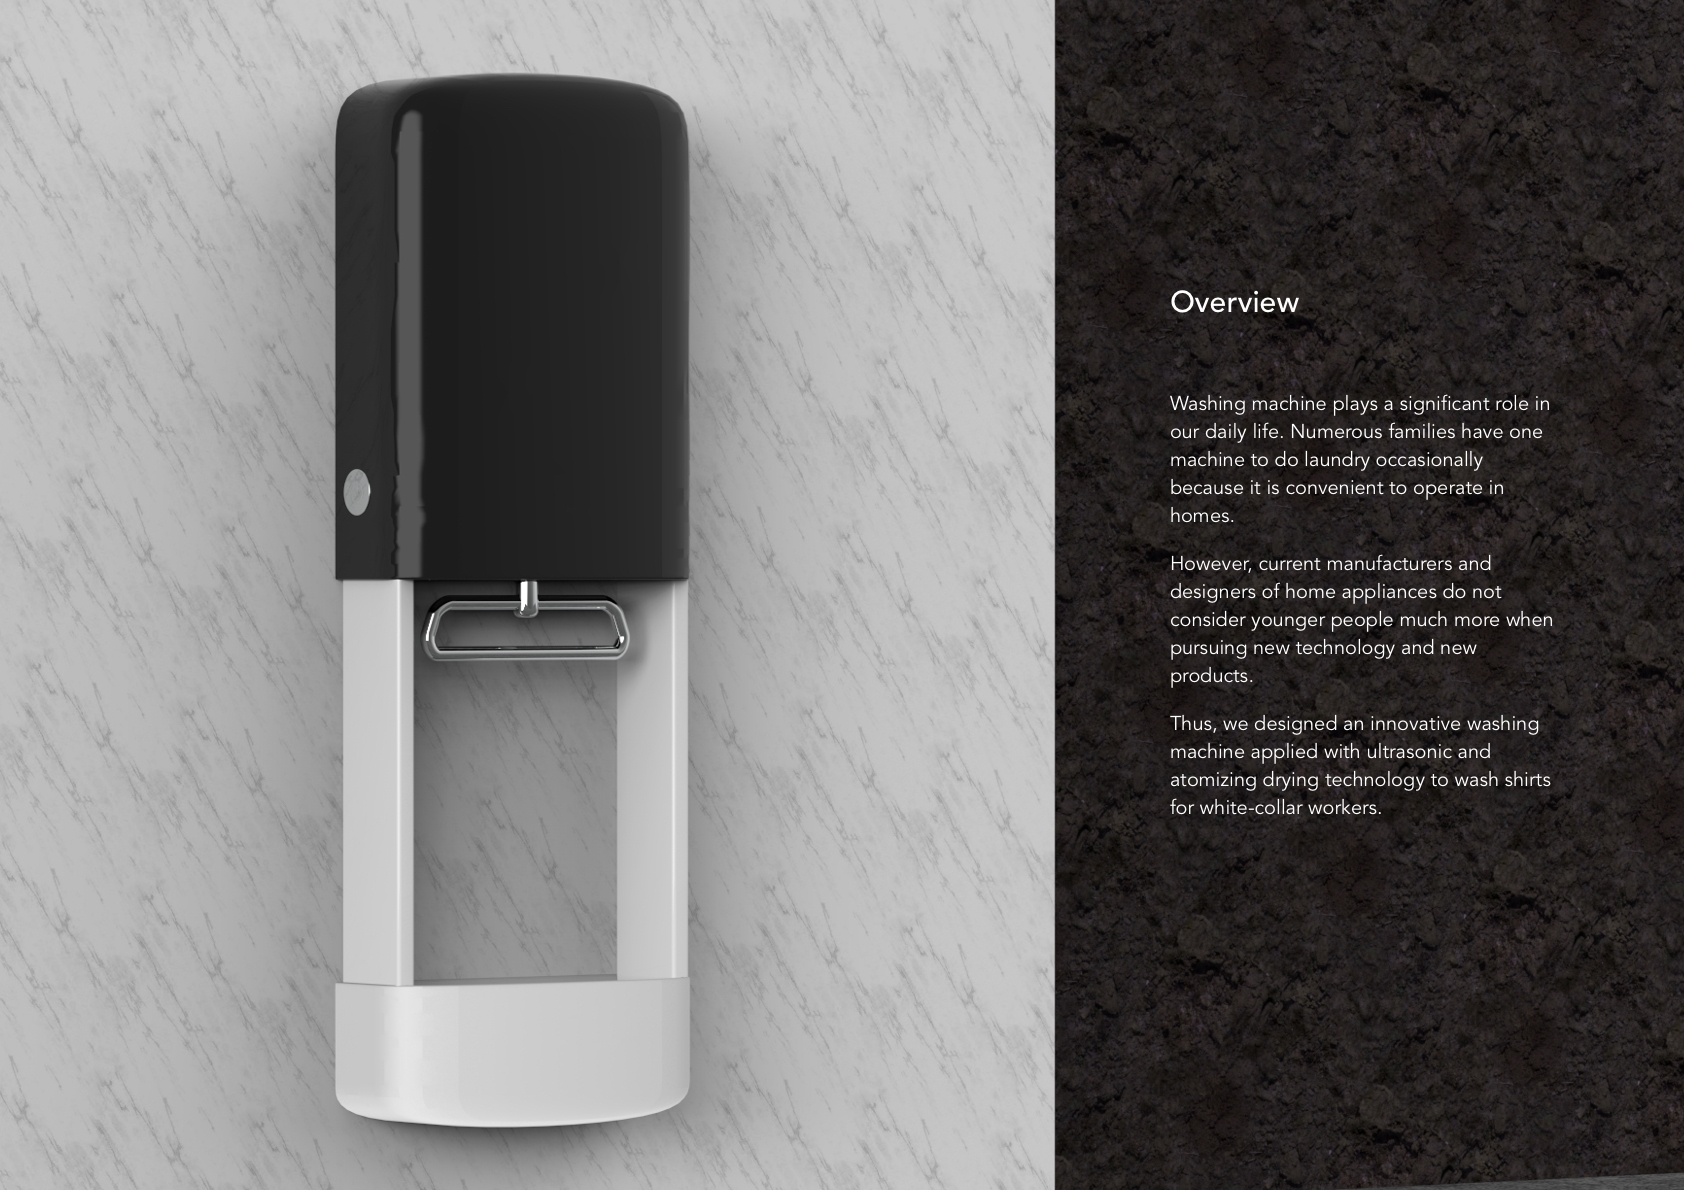 Overview
Washing machine plays a significant role in
our daily life. Numerous families have one
machine to do laundry occasionally
because it is convenient to operate in
homes.
However, current manufacturers and
designers of home appliances do not
consider younger people much more when
pursuing new technology and new
products.
Thus, we designed an innovative washing
machine applied with ultrasonic and
atomizing drying technology to wash shirts
for white-collar workers.